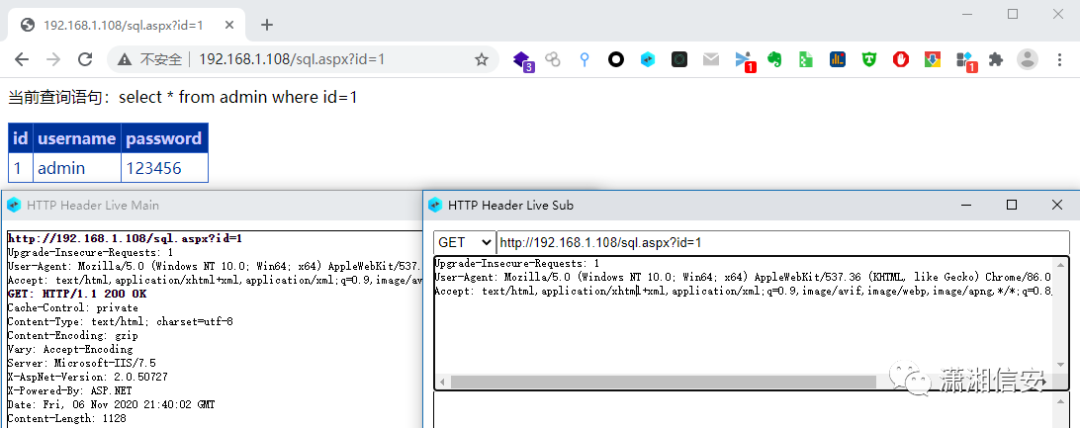 192.168.1.108/sql.aspx?id=1
不安全 192.168.1.108/sql.aspx?id=1
3
1
1
当前查询语句：select * from admin where id=1
id username password
1 admin 123456
HTTP Header Live Main
http://192.168.1.108/sql.aspx?id=1
Upgrade-Insecure-Requests: 1
User-Agent: Mozilla/5.0 (Windows NT 10.0; Win64; x64) AppleWebKit/537.
Accept: text/html,application/xhtml+xml,application/xml;q=0.9,image/av
GET: HTTP/1.1 200 OK
Cache-Control: private
Content-Type: text/html; charset=utf-8
Content-Encoding: gzip
Vary: Accept-Encoding
Server: Microsoft-IIS/7.5
X-AspNet-Version: 2.0.50727
X-Powered-By: ASP.NET
Date: Fri, 06 Nov 2020 21:40:02 GMT
Content-Length: 1128
HTTP Header Live Sub
GET http://192.168.1.108/sql.aspx?id=1
Upgrade-Insecure-Requests: 1
User-Agent: Mozilla/5.0 (Windows NT 10.0; Win64; x64) AppleWebKit/537.36 (KHTML, like Gecko) Chrome/86.0
Accept: text/html,application/xhtml+xml,application/xml;q=0.9,image/avif,image/webp,image/apng,*/*;q=0.8,
潇湘信安